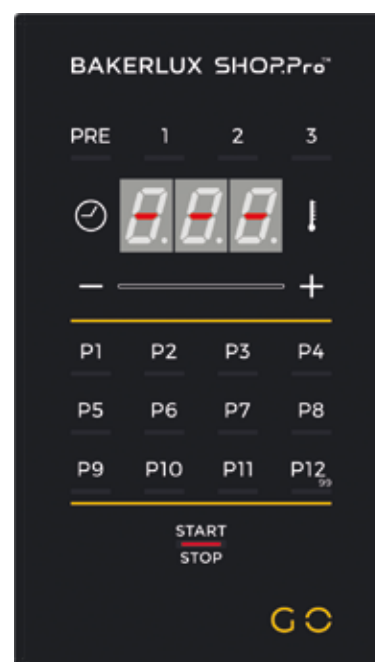 BAKERLUX SHOP.Pro™
PRE 1 2 3
---
− +
P1 P2 P3 P4
P5 P6 P7 P8
P9 P10 P11 P12
99
START
STOP
GO